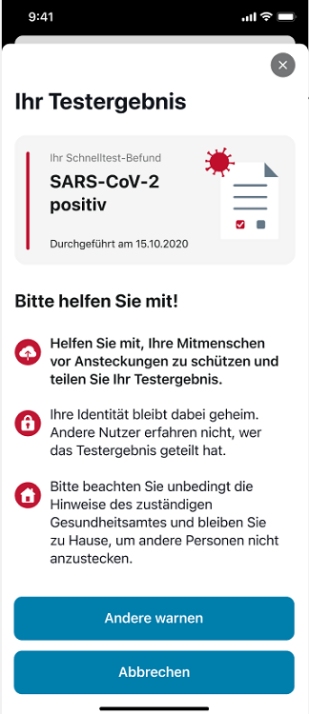 9:41
Ihr Testergebnis
Ihr Schnelltest-Befund
SARS-CoV-2
positiv
Durchgeführt am 15.10.2020
Bitte helfen Sie mit!
Helfen Sie mit, Ihre Mitmenschen
vor Ansteckungen zu schützen und
teilen Sie Ihr Testergebnis.
Ihre Identität bleibt dabei geheim.
Andere Nutzer erfahren nicht, wer
das Testergebnis geteilt hat.
Bitte beachten Sie unbedingt die
Hinweise des zuständigen
Gesundheitsamtes und bleiben Sie
zu Hause, um andere Personen nicht
anzustecken.
Andere warnen
Abbrechen